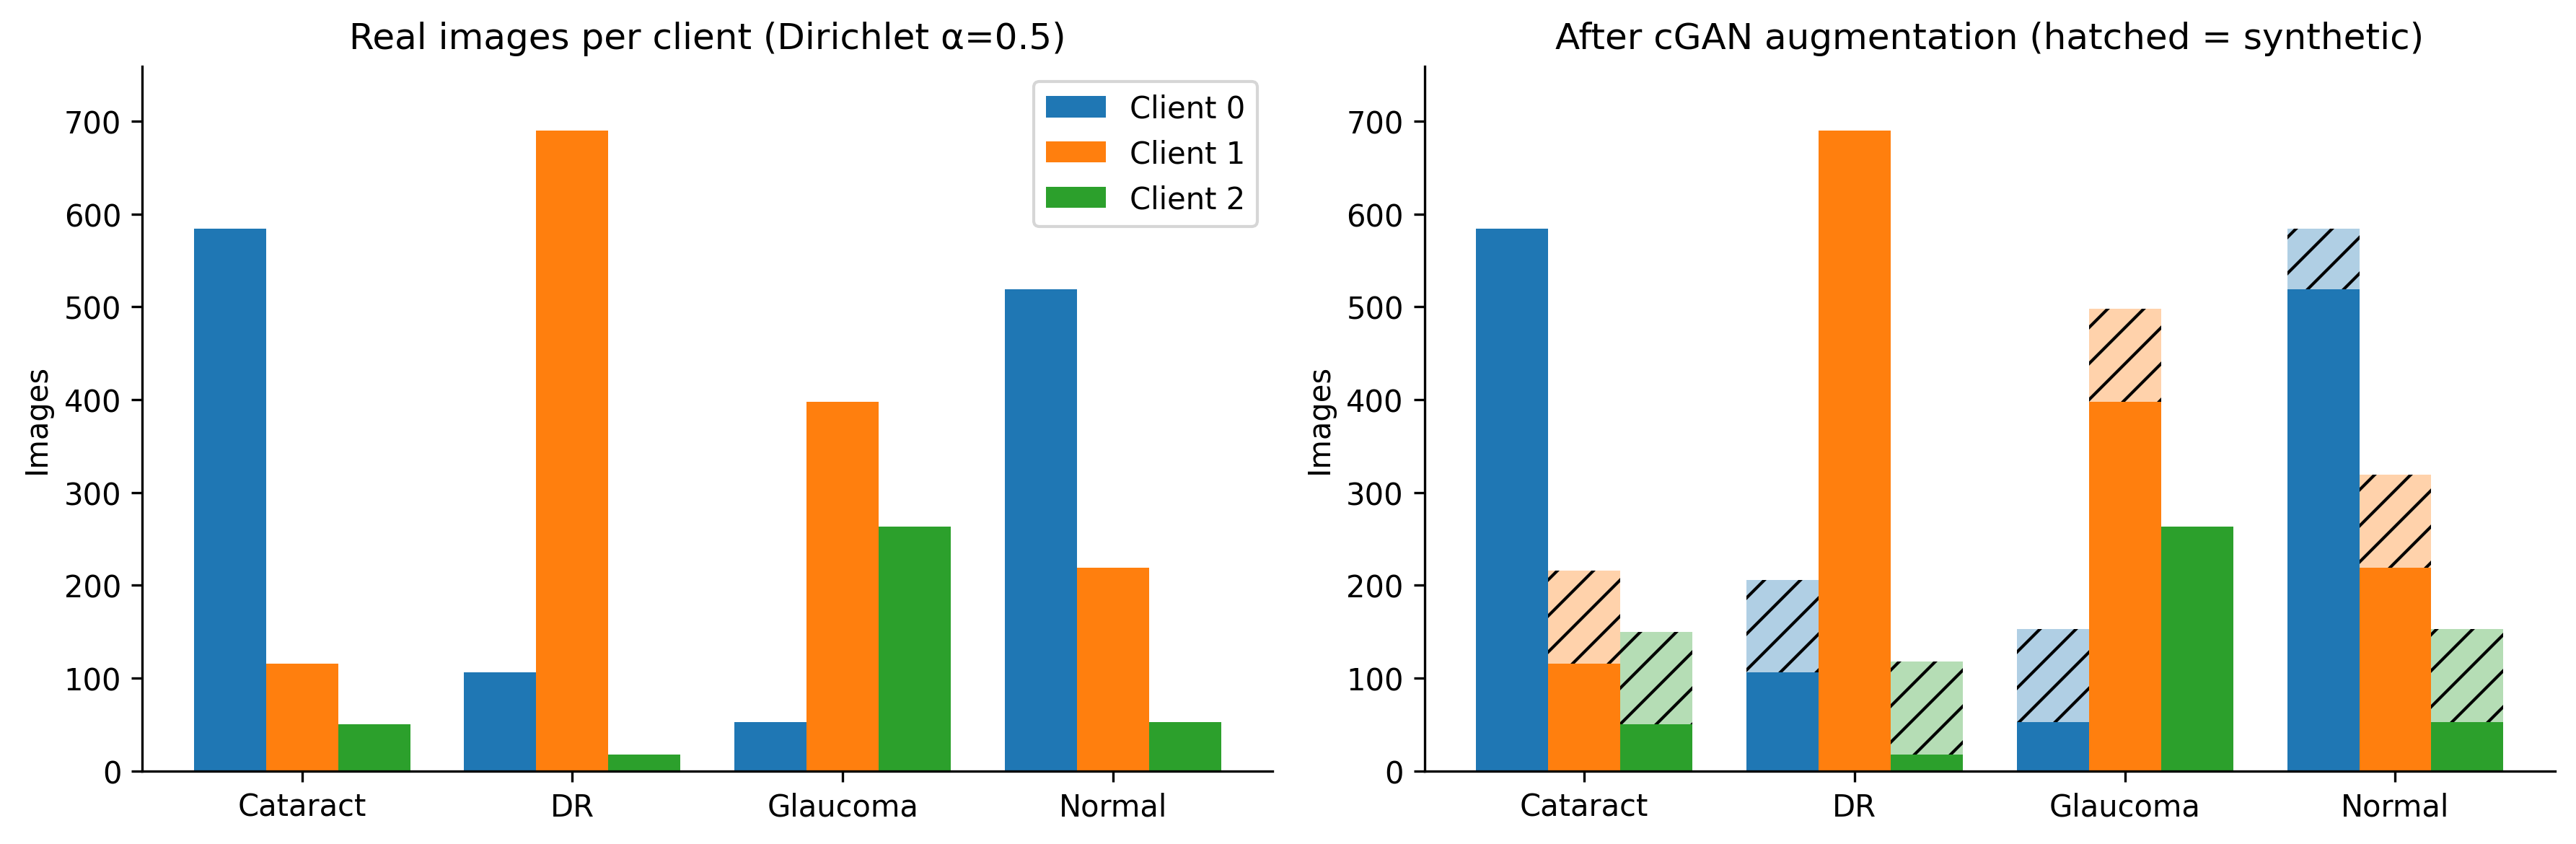 Real images per client (Dirichlet α=0.5)
Images
700
600
500
400
300
200
100
0
Client 0
Client 1
Client 2
Cataract
DR
Glaucoma
Normal
After cGAN augmentation (hatched = synthetic)
Images
700
600
500
400
300
200
100
0
Cataract
DR
Glaucoma
Normal